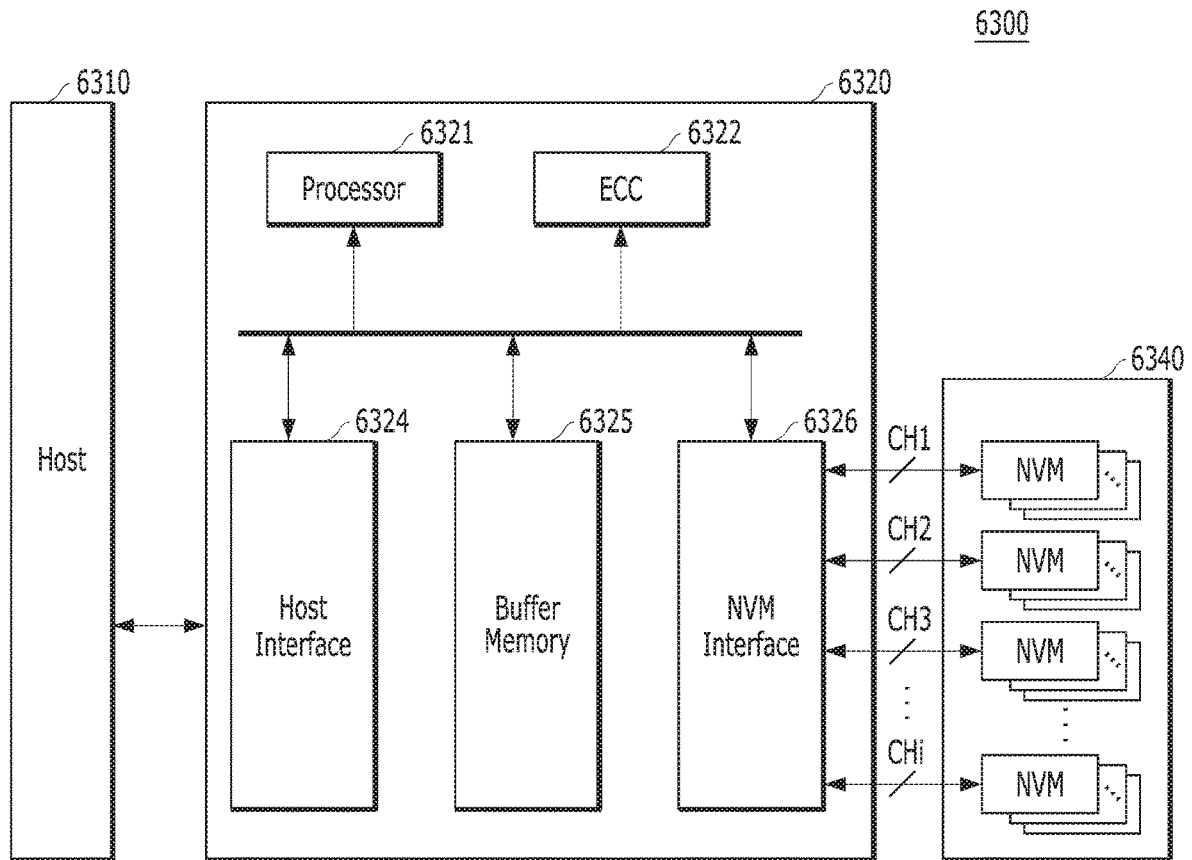 6300
6310
6320
6321
6322
Processor
ECC
6340
6324
6325
6326
CH1
Host
NVM
CH2
NVM
Host
Interface
Buffer
Memory
NVM
Interface
CH3
NVM
CHi
NVM